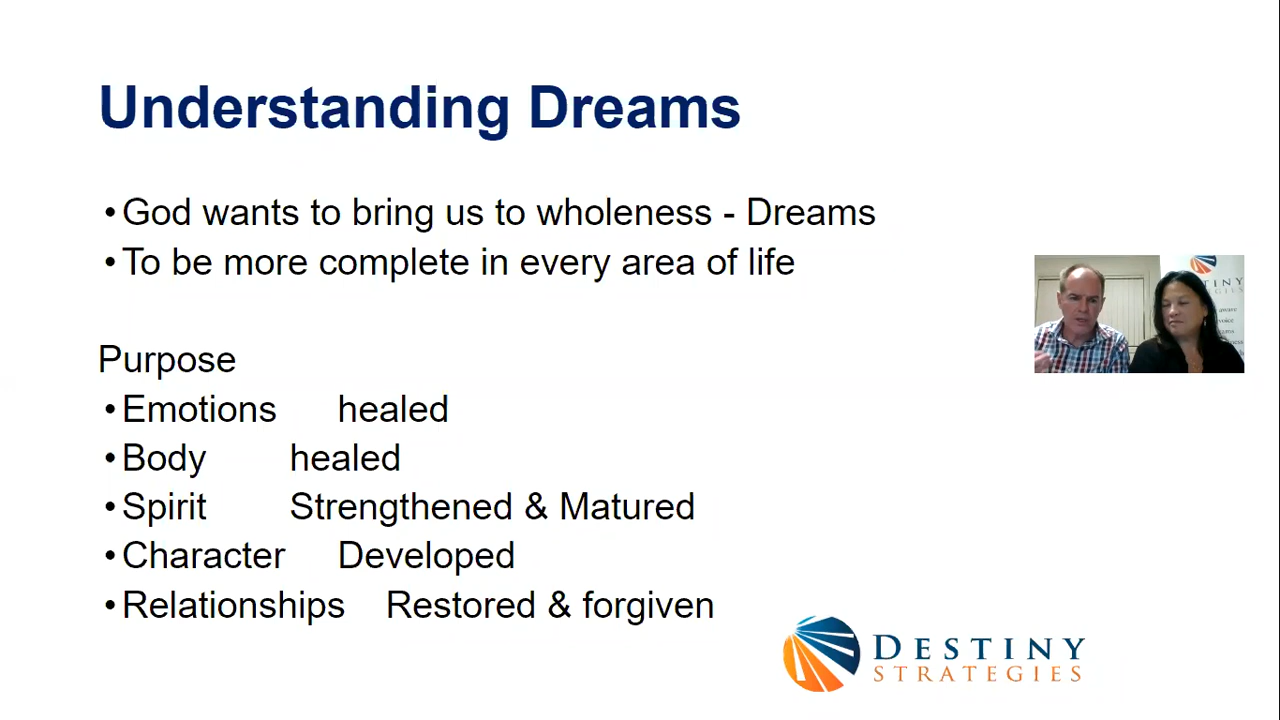 Understanding Dreams
•God wants to bring us to wholeness - Dreams
•To be more complete in every area of life
Purpose
•Emotions healed
•Body healed
•Spirit Strengthened & Matured
•Character Developed
•Relationships Restored & forgiven
DESTINY
STRATEGIES